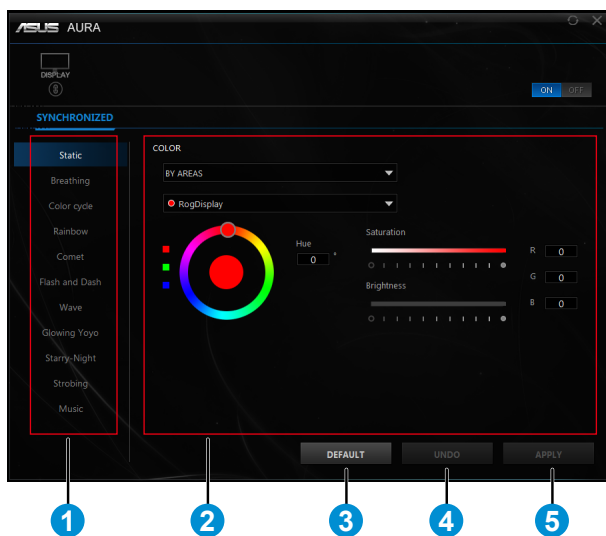 ASUS AURA
DISPLAY
ON OFF
SYNCHRONIZED
Static
Breathing
Color cycle
Rainbow
Comet
Flash and Dash
Wave
Glowing Yoyo
Starry-Night
Strobing
Music
COLOR
BY AREAS
RogDisplay
Hue
0 °
Saturation
Brightness
R 0
G 0
B 0
DEFAULT UNDO APPLY
1 2 3 4 5